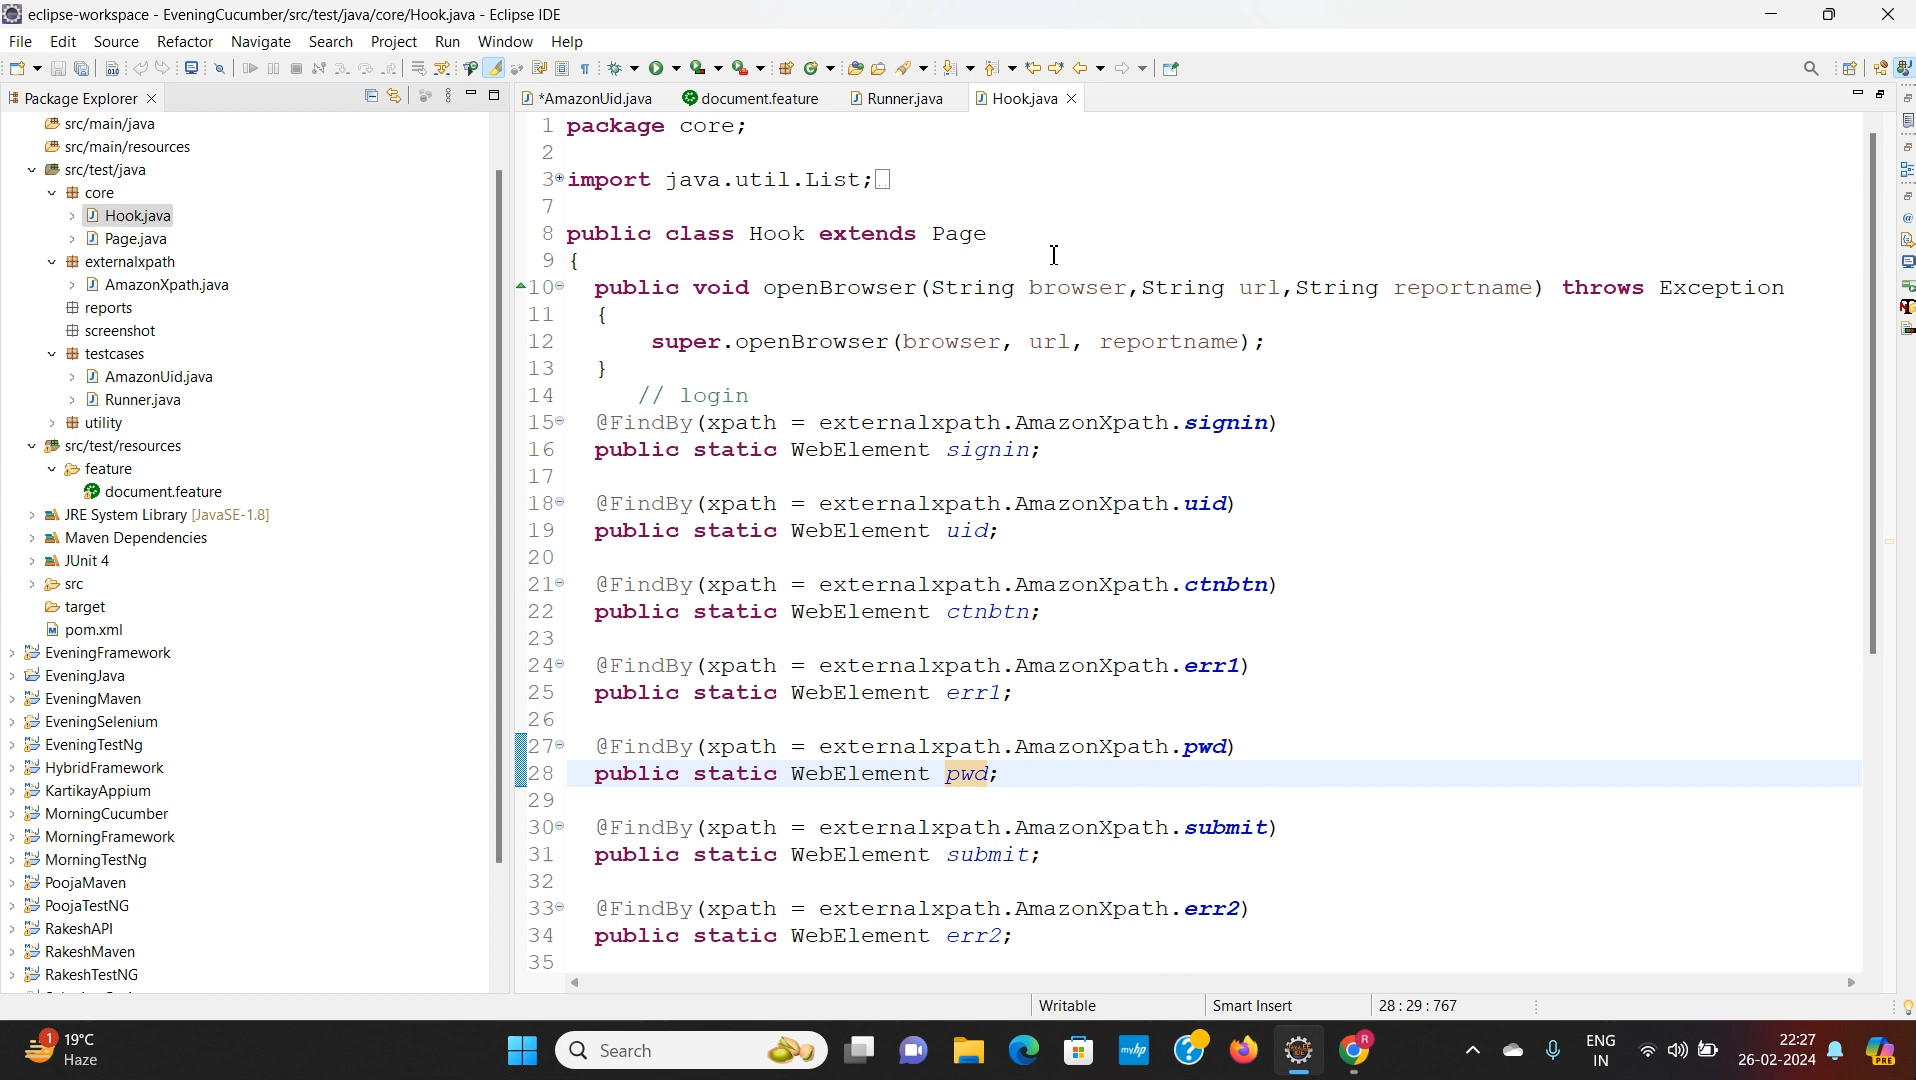 eclipse-workspace - EveningCucumber/src/test/java/core/Hook.java - Eclipse IDE
File Edit Source Refactor Navigate Search Project Run Window Help
Package Explorer
*AmazonUid.java document.feature Runner.java Hook.java
src/main/java
src/main/resources
src/test/java
core
Hook.java
Page.java
externalxpath
AmazonXpath.java
reports
screenshot
testcases
AmazonUid.java
Runner.java
utility
src/test/resources
feature
document.feature
JRE System Library [JavaSE-1.8]
Maven Dependencies
JUnit 4
src
target
pom.xml
EveningFramework
EveningJava
EveningMaven
EveningSelenium
EveningTestNg
HybridFramework
KartikayAppium
MorningCucumber
MorningFramework
MorningTestNg
PoojaMaven
PoojaTestNG
RakeshAPI
RakeshMaven
RakeshTestNG
1 package core;
2
3 import java.util.List;
7
8 public class Hook extends Page
9 {
10 public void openBrowser(String browser,String url,String reportname) throws Exception
11 {
12 super.openBrowser(browser, url, reportname);
13 }
14 // login
15 @FindBy(xpath = externalxpath.AmazonXpath.signin)
16 public static WebElement signin;
17
18 @FindBy(xpath = externalxpath.AmazonXpath.uid)
19 public static WebElement uid;
20
21 @FindBy(xpath = externalxpath.AmazonXpath.ctnbtn)
22 public static WebElement ctnbtn;
23
24 @FindBy(xpath = externalxpath.AmazonXpath.err1)
25 public static WebElement err1;
26
27 @FindBy(xpath = externalxpath.AmazonXpath.pwd)
28 public static WebElement pwd;
29
30 @FindBy(xpath = externalxpath.AmazonXpath.submit)
31 public static WebElement submit;
32
33 @FindBy(xpath = externalxpath.AmazonXpath.err2)
34 public static WebElement err2;
35
Writable Smart Insert 28 : 29 : 767
1 19°C
Haze
Search
myhp
R
ENG
IN
22:27
26-02-2024
PRE